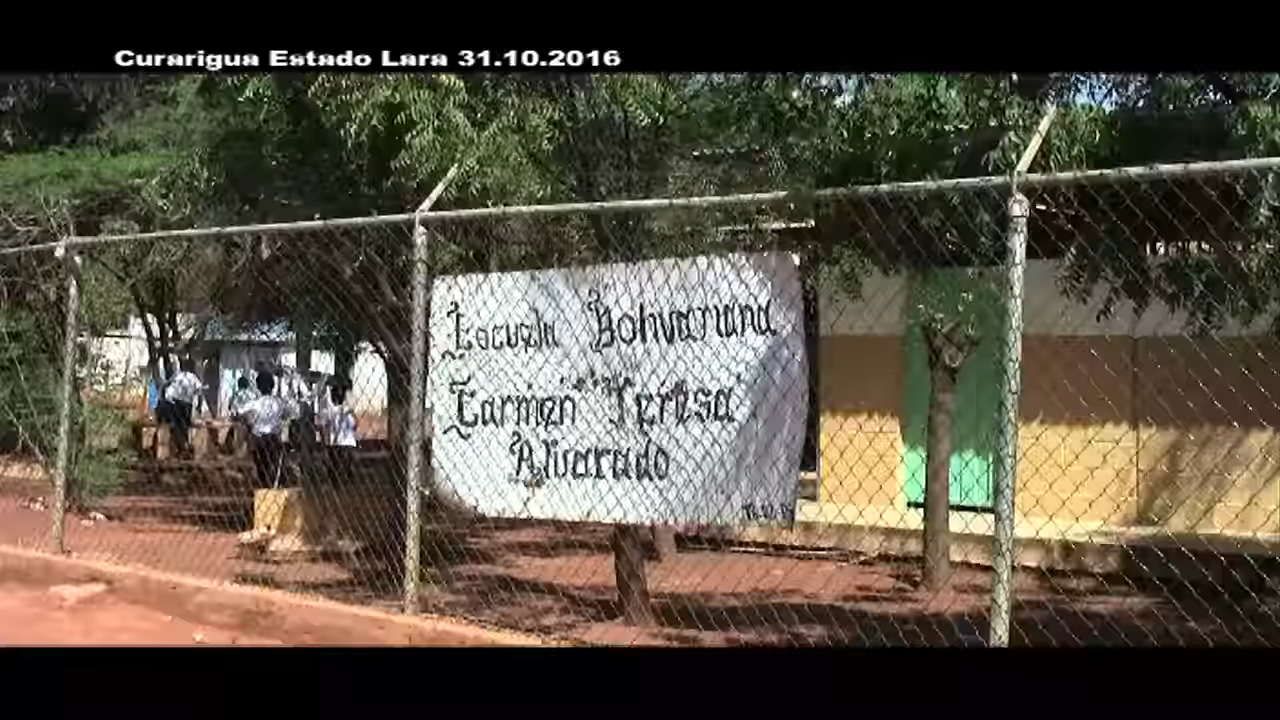 Curarigua Estado Lara 31.10.2016
Escuela Bolivariana
Carmen Teresa
Alvarado